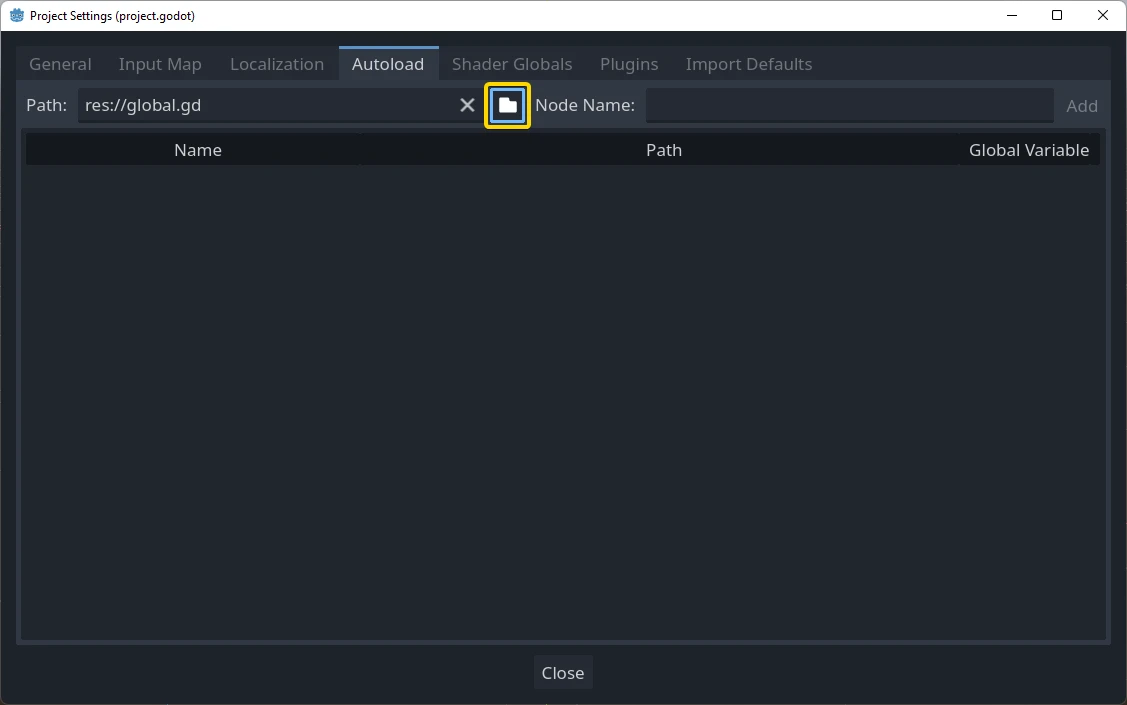 Project Settings (project.godot)
General Input Map Localization Autoload Shader Globals Plugins Import Defaults
Path: res://global.gd Node Name: Add
Name Path Global Variable
Close